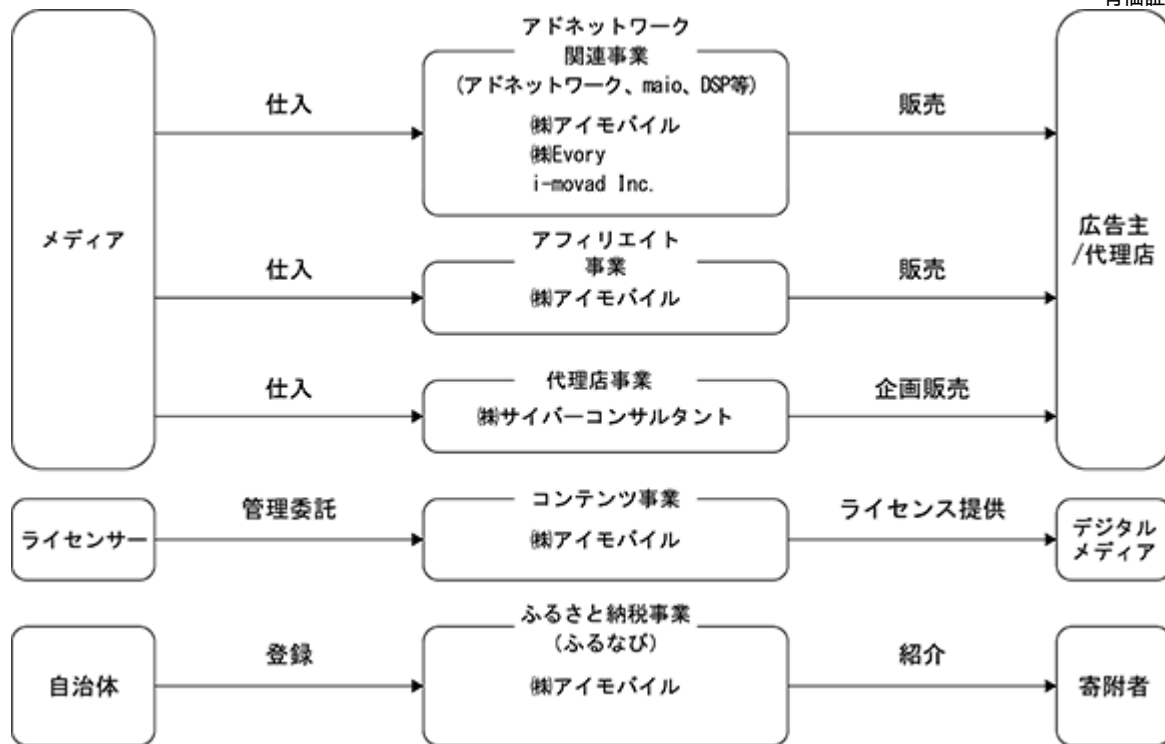 アドネットワーク
関連事業
(アドネットワーク、maio、DSP等)
仕入
販売
㈱アイモバイル
㈱Evory
i-movad Inc.
メディア
広告主
/代理店
アフィリエイト
事業
仕入
販売
㈱アイモバイル
代理店事業
仕入
企画販売
㈱サイバーコンサルタント
コンテンツ事業
管理委託
ライセンス提供
ライセンサー
㈱アイモバイル
デジタル
メディア
ふるさと納税事業
(ふるなび)
登録
紹介
自治体
㈱アイモバイル
寄附者